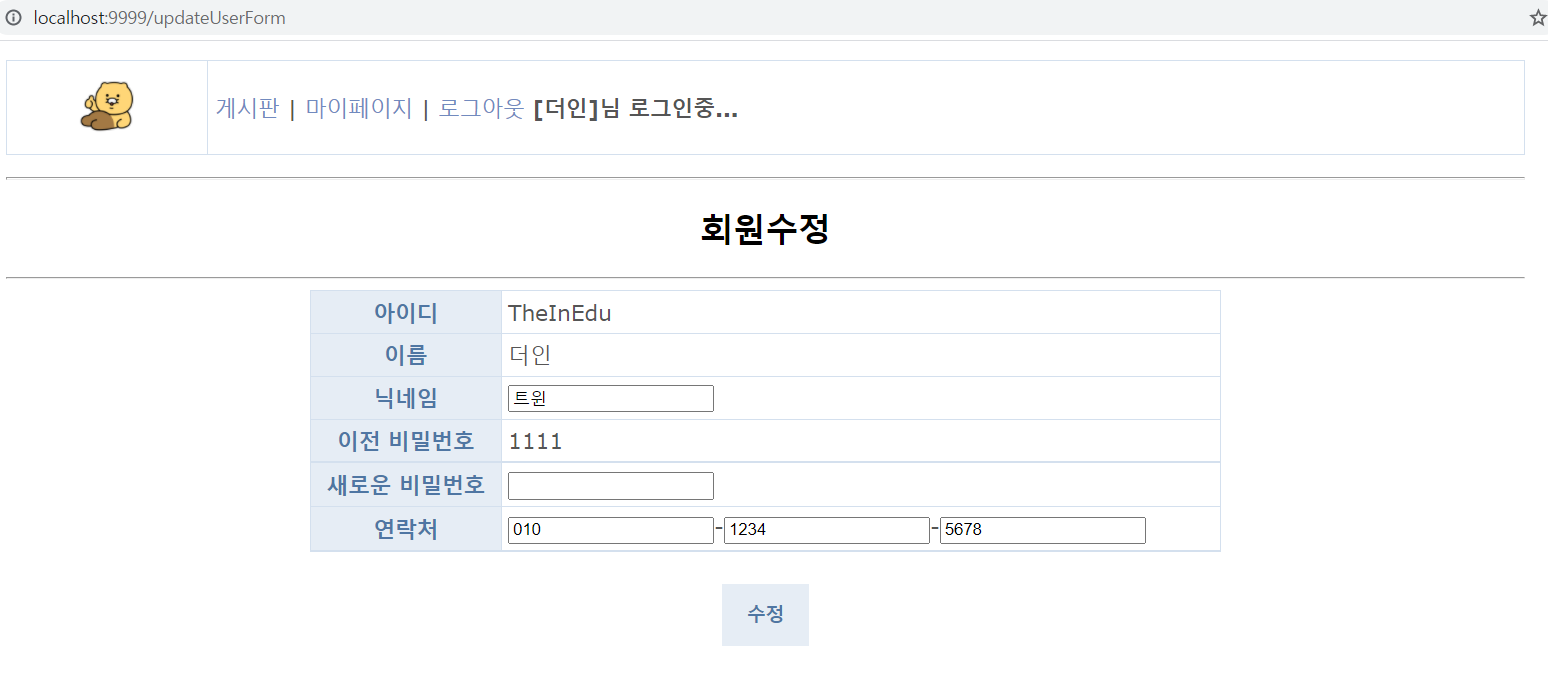 localhost:9999/updateUserForm
게시판 | 마이페이지 | 로그아웃 [더인]님 로그인중...
회원수정
아이디 TheInEdu
이름 더인
닉네임 트윈
이전 비밀번호 1111
새로운 비밀번호
연락처 010-1234-5678
수정